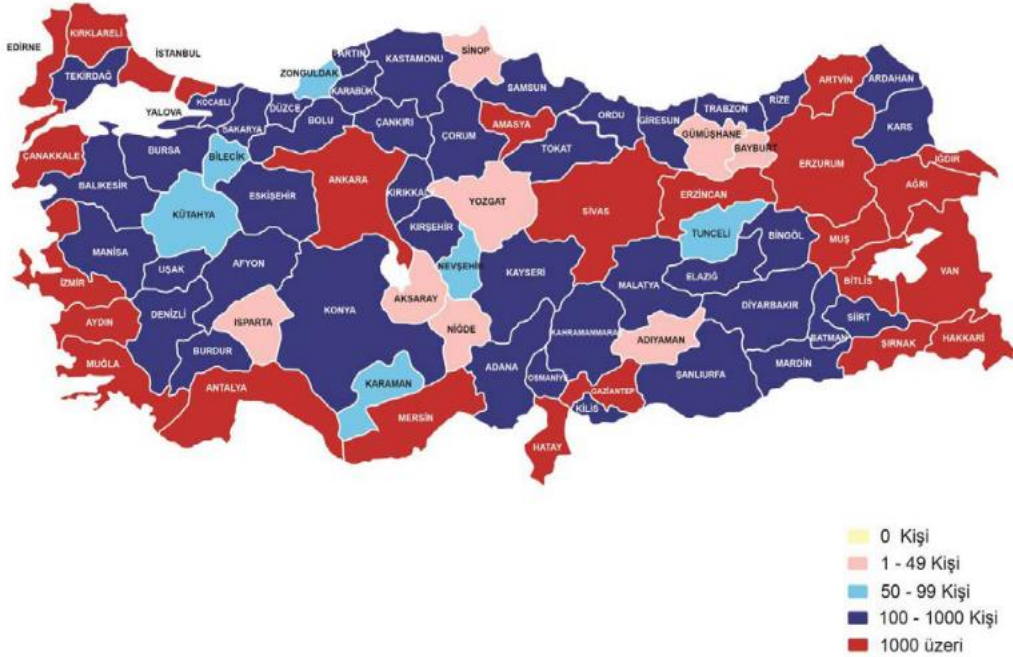 KIRKLARELİ
EDİRNE
İSTANBUL
TEKİRDAĞ
YALOVA
KOCAELİ
SAKARYA
DÜZCE
ZONGULDAK
BARTIN
KARABÜK
KASTAMONU
SİNOP
SAMSUN
BOLU
ÇANKIRI
ÇORUM
AMASYA
TOKAT
ORDU
GİRESUN
TRABZON
RİZE
ARTVİN
ARDAHAN
KARS
GÜMÜŞHANE
BAYBURT
ERZURUM
IĞDIR
AĞRI
ÇANAKKALE
BURSA
BİLECİK
BALIKESİR
KÜTAHYA
ESKİŞEHİR
ANKARA
KIRIKKAL
KIRŞEHİR
YOZGAT
SİVAS
ERZİNCAN
TUNCELİ
BİNGÖL
MUŞ
BİTLİS
VAN
MANİSA
UŞAK
AFYON
İZMİR
AYDIN
DENİZLİ
MUĞLA
BURDUR
ISPARTA
KONYA
AKSARAY
NEVŞEHİR
NİĞDE
KAYSERİ
MALATYA
ELAZIĞ
DİYARBAKIR
BATMAN
SİİRT
ŞIRNAK
HAKKARİ
MARDİN
ŞANLIURFA
ADIYAMAN
KAHRAMANMARAŞ
OSMANİYE
GAZİANTEP
KİLİS
HATAY
ADANA
MERSİN
KARAMAN
ANTALYA
0 Kişi
1 - 49 Kişi
50 - 99 Kişi
100 - 1000 Kişi
1000 üzeri